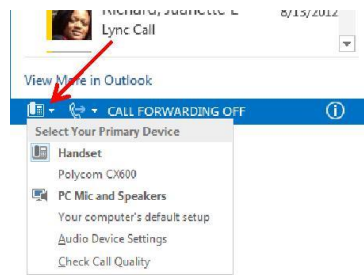 Richard, Juanette L 8/13/2012
Lync Call
View More in Outlook
CALL FORWARDING OFF
Select Your Primary Device
Handset
Polycom CX600
PC Mic and Speakers
Your computer's default setup
Audio Device Settings
Check Call Quality